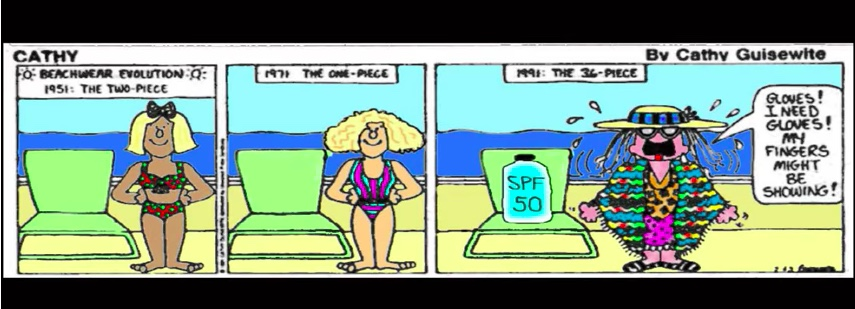 CATHY
By Cathy Guisewite
BEACHWEAR EVOLUTION
1951: THE TWO-PIECE
1971 THE ONE-PIECE
1991: THE 36-PIECE
GLOVES!
I NEED
GLOVES!
MY
FINGERS
MIGHT
BE
SHOWING!
SPF
50